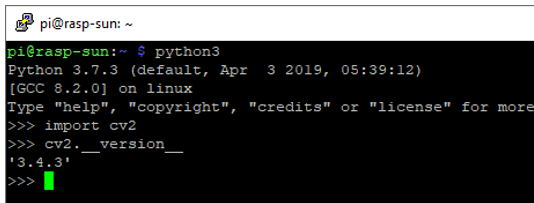 pi@rasp-sun: ~
pi@rasp-sun:~ $ python3
Python 3.7.3 (default, Apr  3 2019, 05:39:12)
[GCC 8.2.0] on linux
Type "help", "copyright", "credits" or "license" for more
>>> import cv2
>>> cv2.__version__
'3.4.3'
>>>